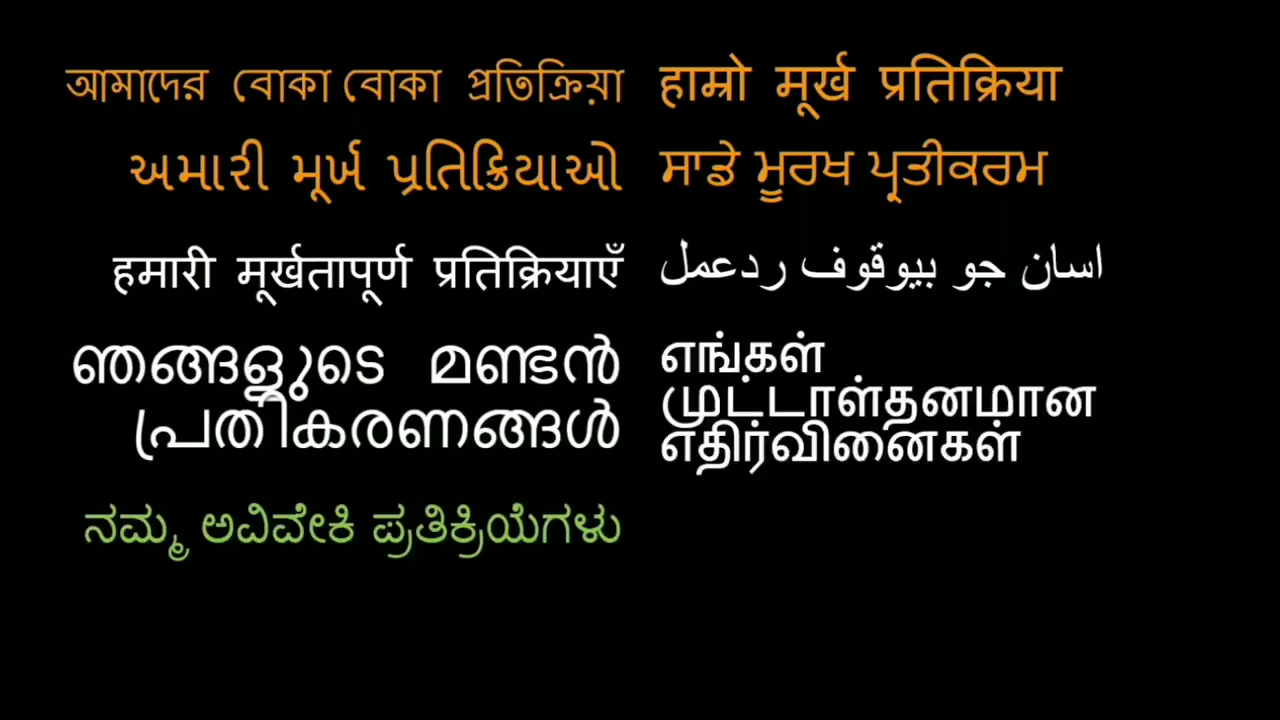 আমাদের বোকা বোকা প্রতিক্রিয়া
हाम्रो मूर्ख प्रतिक्रिया
અમારી મૂર્ખ પ્રતિક્રિયાઓ
ਸਾਡੇ ਮੂਰਖ ਪ੍ਰਤੀਕਰਮ
हमारी मूर्खतापूर्ण प्रतिक्रियाएँ
اسان جو بيوقوف ردعمل
ഞങ്ങളുടെ മണ്ടൻ
പ്രതികരണങ്ങൾ
எங்கள்
முட்டாள்தனமான
எதிர்வினைகள்
ನಮ್ಮ ಅವಿವೇಕಿ ಪ್ರತಿಕ್ರಿಯೆಗಳು